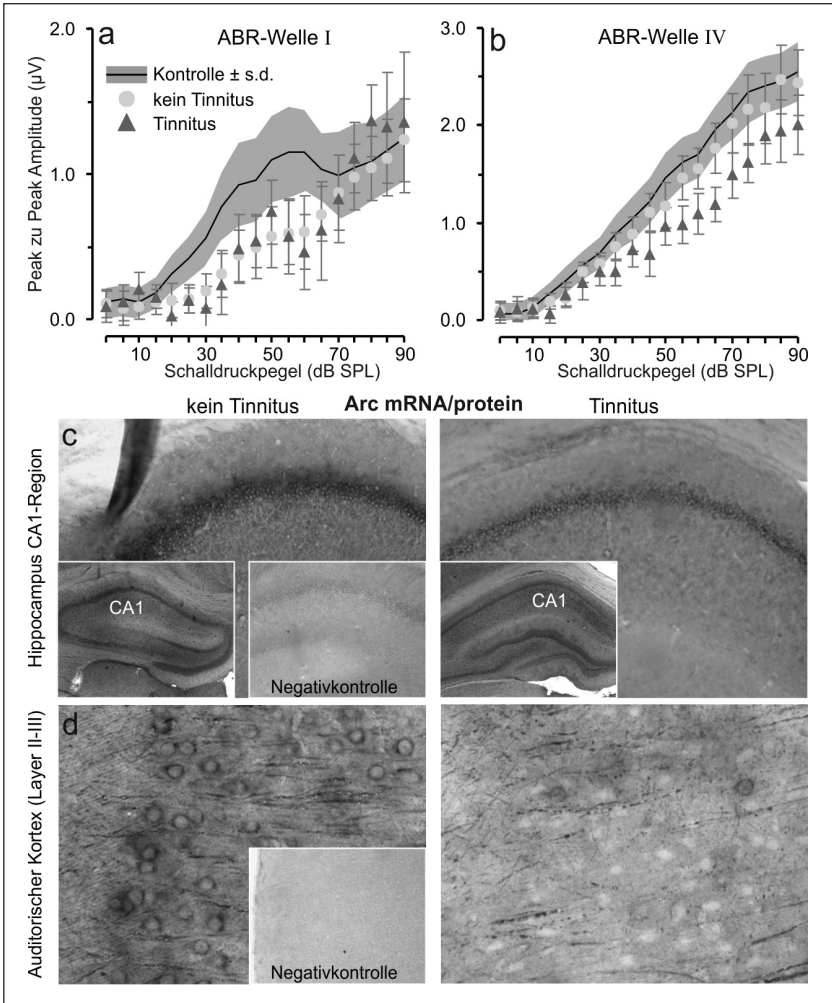 a
ABR-Welle I
Peak zu Peak Amplitude (µV)
2.0
1.0
0.0
Kontrolle ± s.d.
kein Tinnitus
Tinnitus
10 30 50 70 90
Schalldruckpegel (dB SPL)
b
ABR-Welle IV
3.0
2.0
1.0
0.0
10 30 50 70 90
Schalldruckpegel (dB SPL)
kein Tinnitus Arc mRNA/protein Tinnitus
c
Hippocampus CA1-Region
CA1
Negativkontrolle
CA1
d
Auditorischer Kortex (Layer II-III)
Negativkontrolle